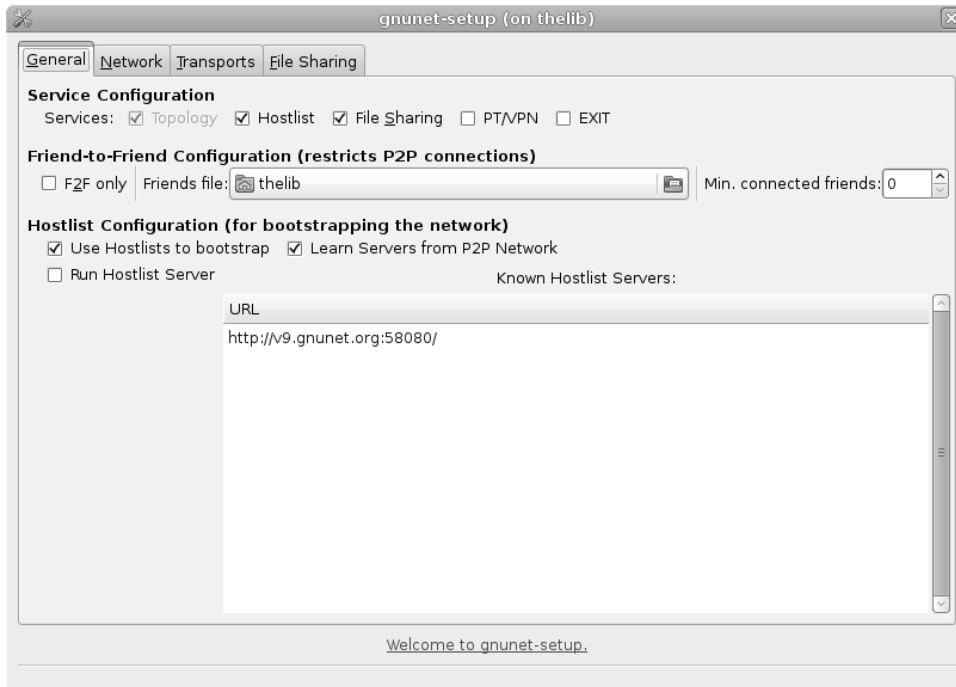 gnunet-setup (on thelib)
General Network Transports File Sharing
Service Configuration
Services: Topology Hostlist File Sharing PT/VPN EXIT
Friend-to-Friend Configuration (restricts P2P connections)
F2F only Friends file: thelib Min. connected friends: 0
Hostlist Configuration (for bootstrapping the network)
Use Hostlists to bootstrap Learn Servers from P2P Network
Run Hostlist Server Known Hostlist Servers:
URL
http://v9.gnunet.org:58080/
Welcome to gnunet-setup.